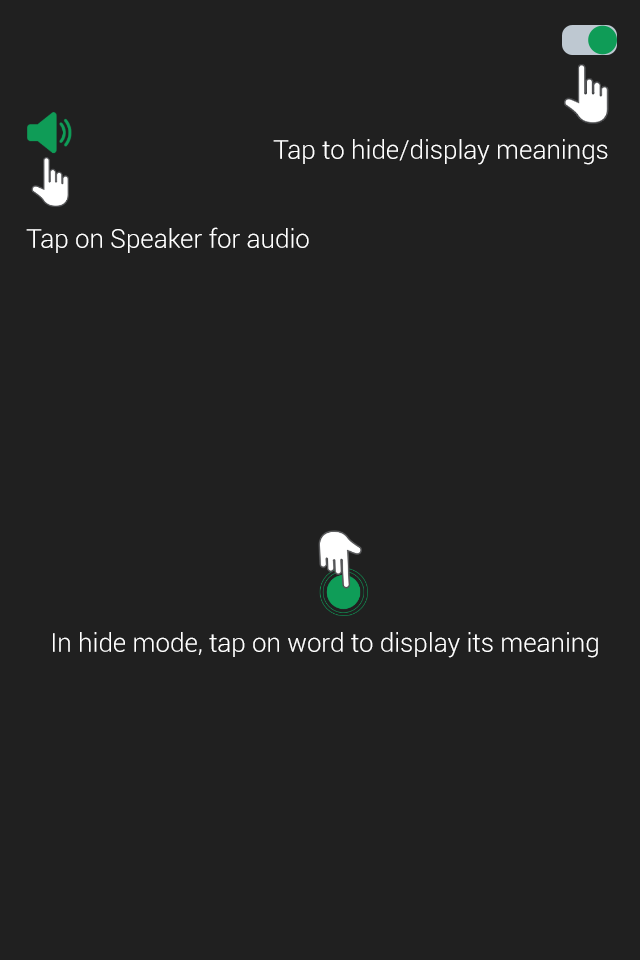 Tap to hide/display meanings
Tap on Speaker for audio
In hide mode, tap on word to display its meaning